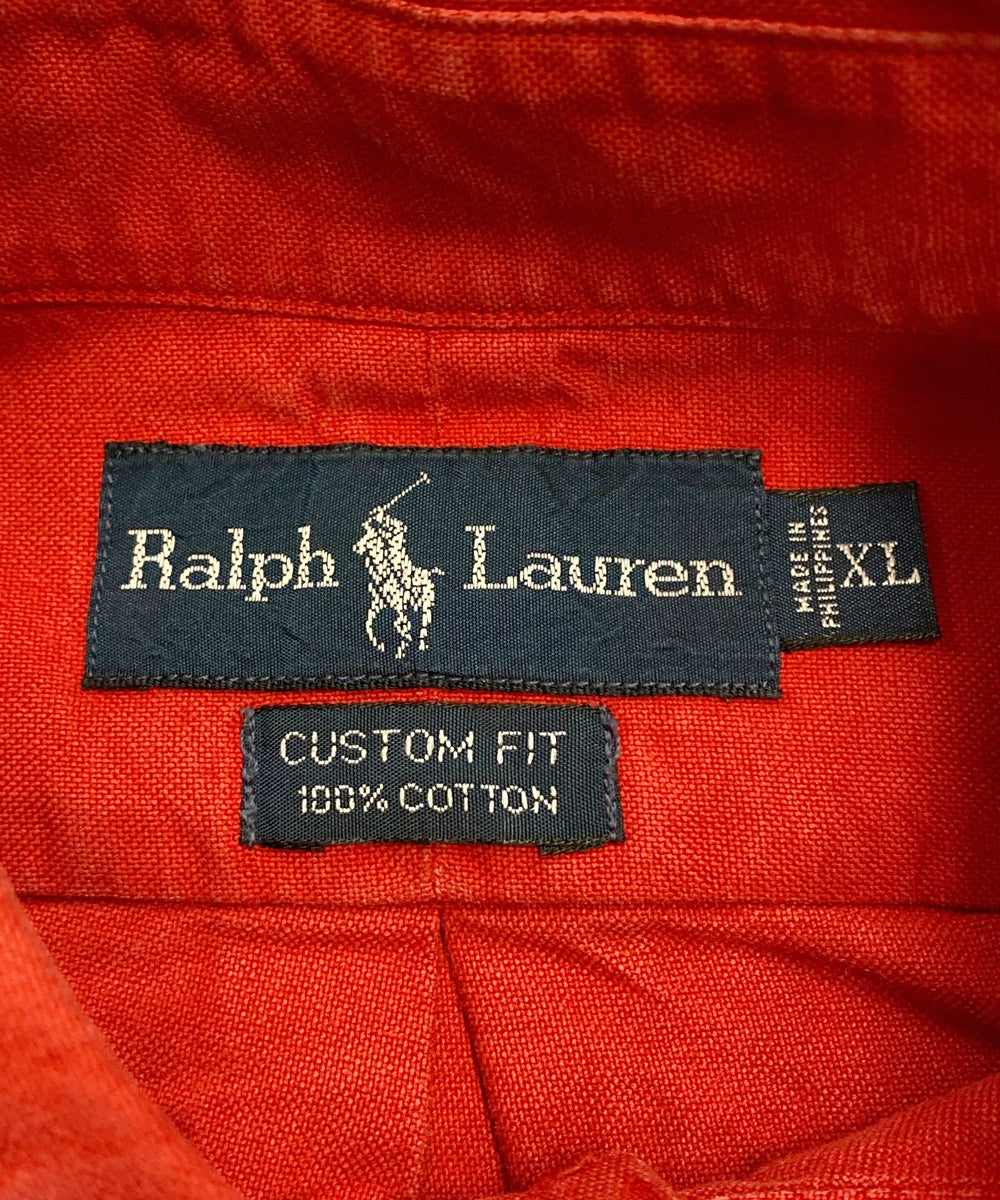 Ralph Lauren
MADE IN
PHILIPPINES
XL
CUSTOM FIT
100% COTTON